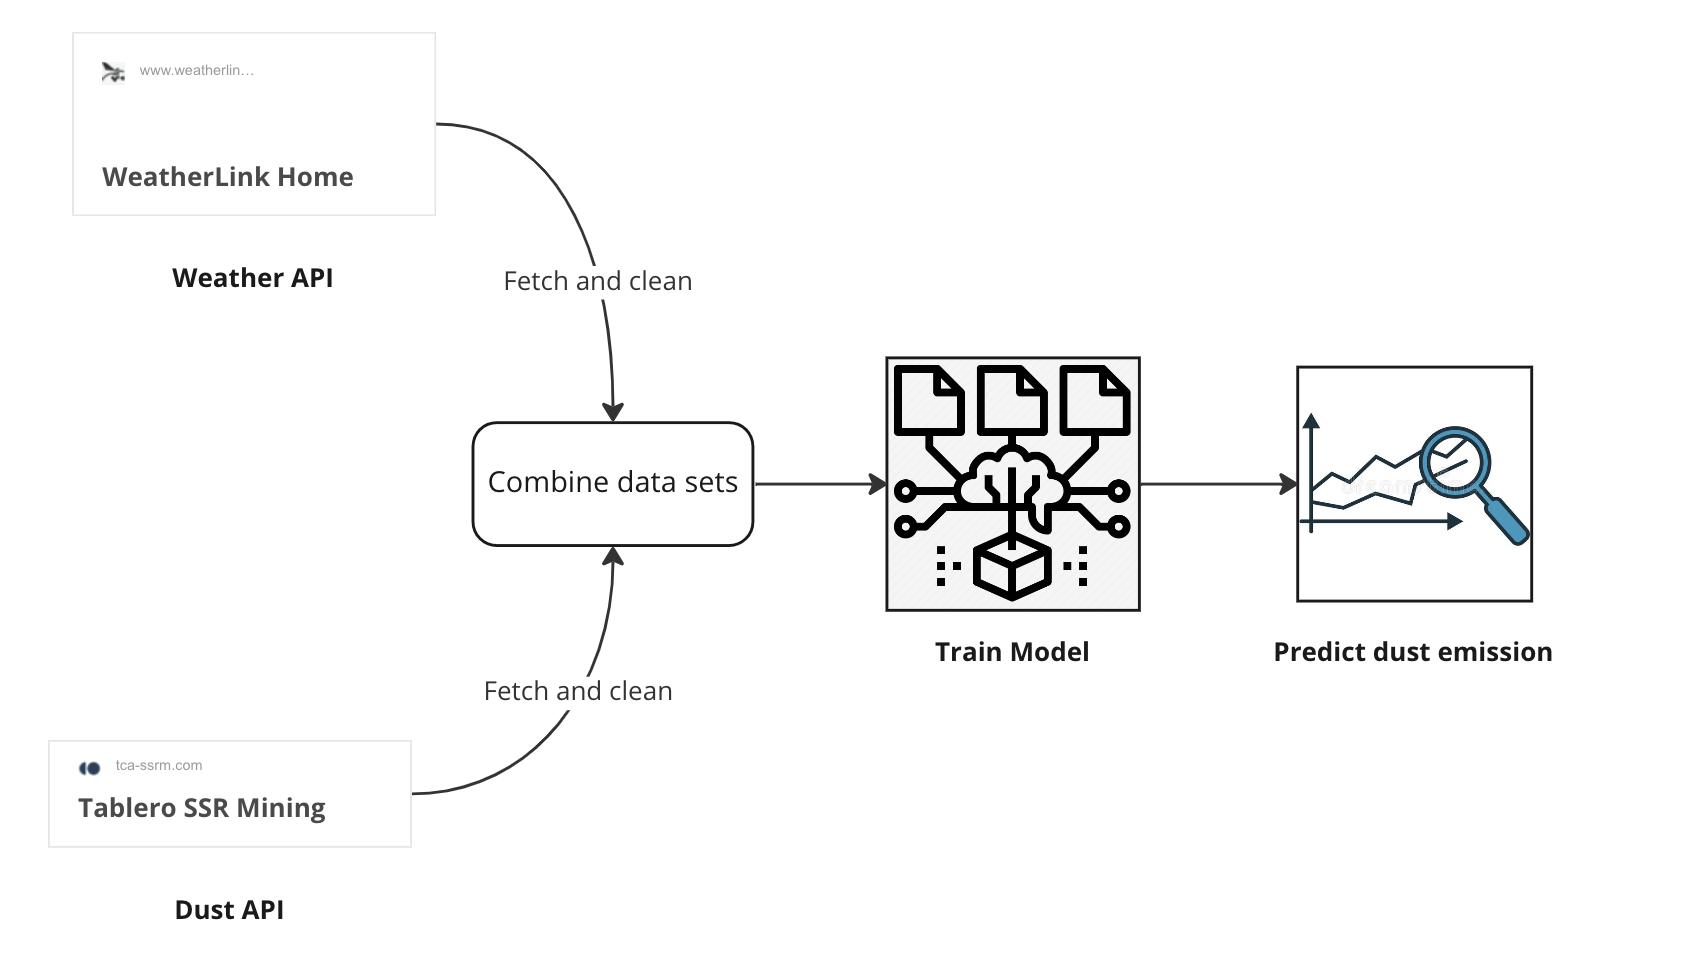 www.weatherlin...
WeatherLink Home
Weather API
Fetch and clean
Combine data sets
Train Model
Predict dust emission
Fetch and clean
tca-ssrm.com
Tablero SSR Mining
Dust API